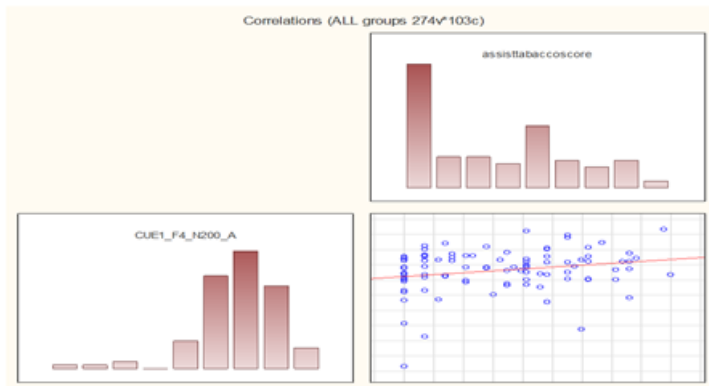 Correlations (ALL groups 274v*103c)
assisttabaccoscore
CUE1_F4_N200_A